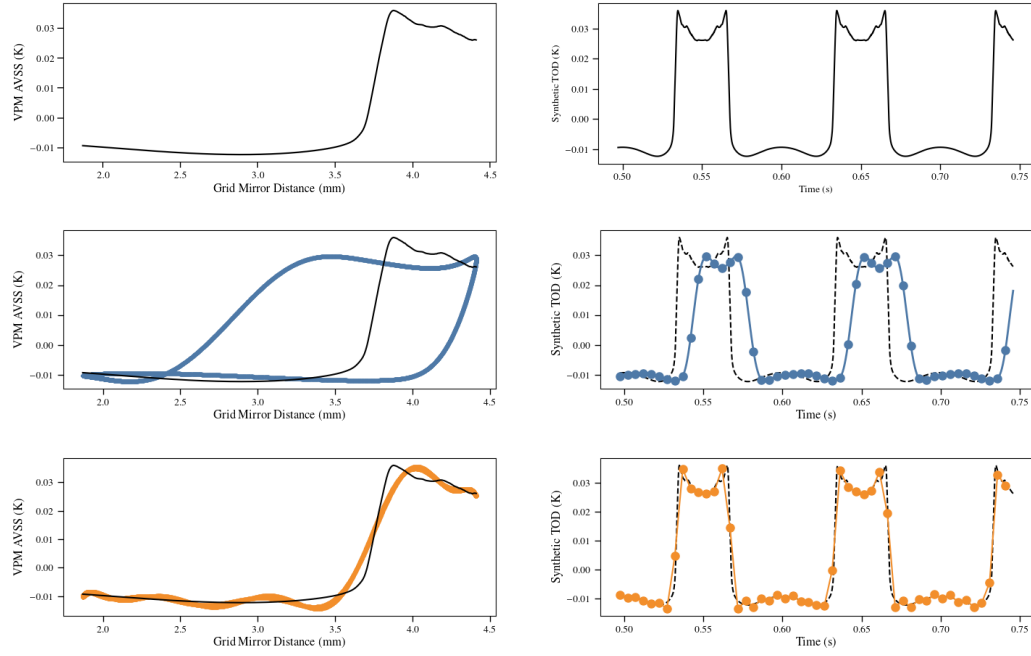 VPM AVSS (K)
0.03
0.02
0.01
0.00
−0.01
2.0 2.5 3.0 3.5 4.0 4.5
Grid Mirror Distance (mm)
Synthetic TOD (K)
0.03
0.02
0.01
0.00
−0.01
0.50 0.55 0.60 0.65 0.70 0.75
Time (s)
VPM AVSS (K)
0.03
0.02
0.01
0.00
−0.01
2.0 2.5 3.0 3.5 4.0 4.5
Grid Mirror Distance (mm)
Synthetic TOD (K)
0.03
0.02
0.01
0.00
−0.01
0.50 0.55 0.60 0.65 0.70 0.75
Time (s)
VPM AVSS (K)
0.03
0.02
0.01
0.00
−0.01
2.0 2.5 3.0 3.5 4.0 4.5
Grid Mirror Distance (mm)
Synthetic TOD (K)
0.03
0.02
0.01
0.00
−0.01
0.50 0.55 0.60 0.65 0.70 0.75
Time (s)